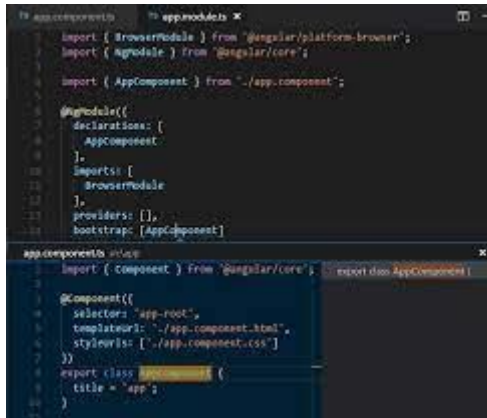 app.component.ts app.module.ts
import { BrowserModule } from '@angular/platform-browser';
import { NgModule } from '@angular/core';
import { AppComponent } from './app.component';
@NgModule({
declarations: [
AppComponent
],
imports: [
BrowserModule
],
providers: [],
bootstrap: [AppComponent]
app.component.ts src/app
import { Component } from '@angular/core';
export class AppComponent {
@Component({
selector: 'app-root',
templateUrl: './app.component.html',
styleUrls: ['./app.component.css']
})
export class AppComponent {
title = 'app';
}